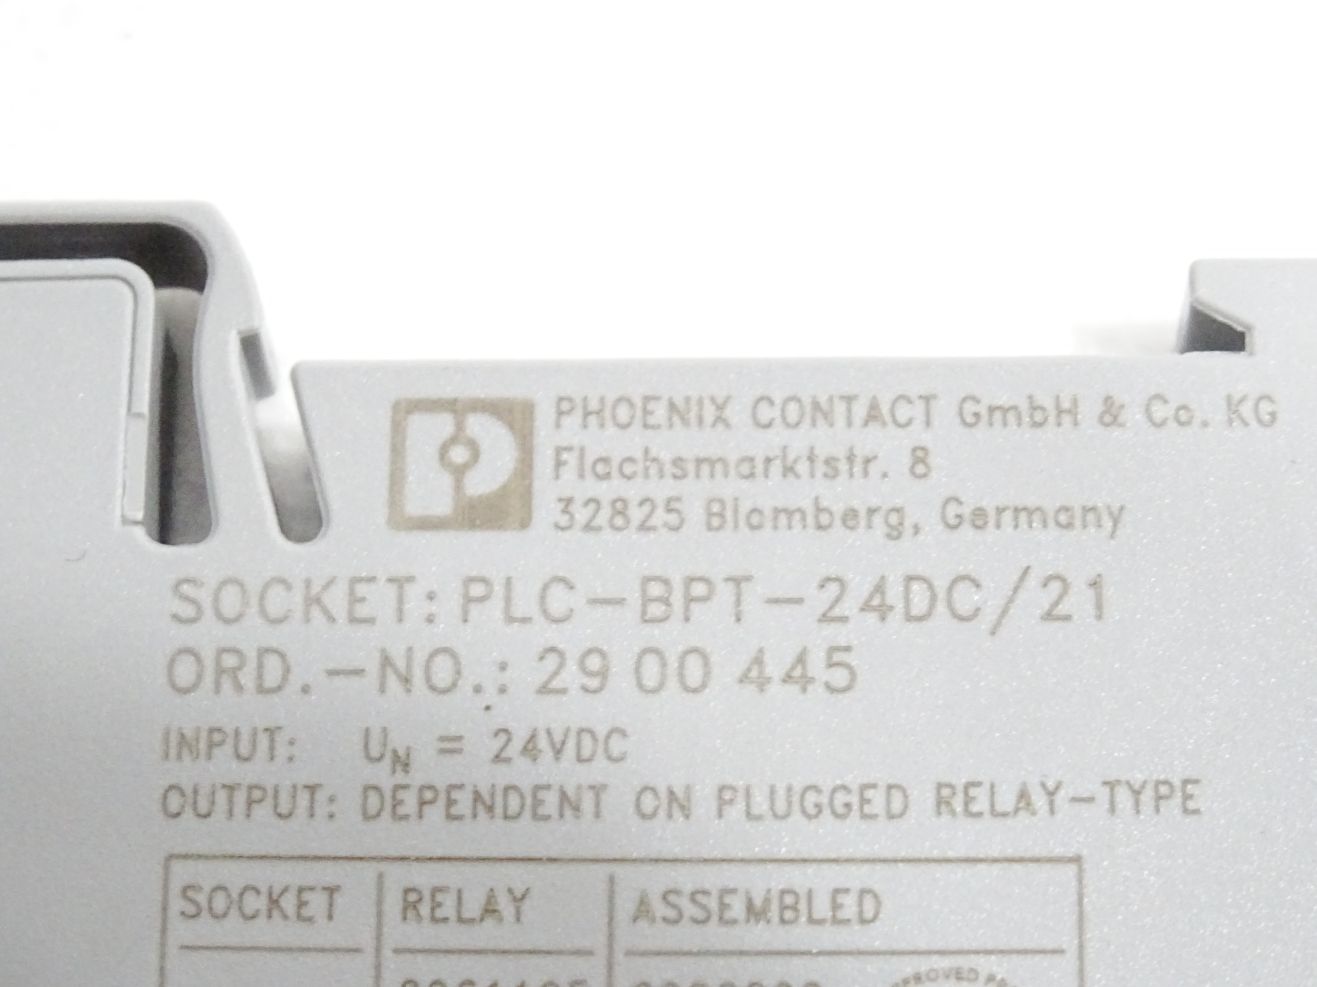 PHOENIX CONTACT GmbH & Co. KG
Flachsmarktstr. 8
32825 Blomberg, Germany
SOCKET: PLC-BPT-24DC/21
ORD.-NO.: 29 00 445
INPUT: UN = 24VDC
OUTPUT: DEPENDENT ON PLUGGED RELAY-TYPE
SOCKET RELAY ASSEMBLED